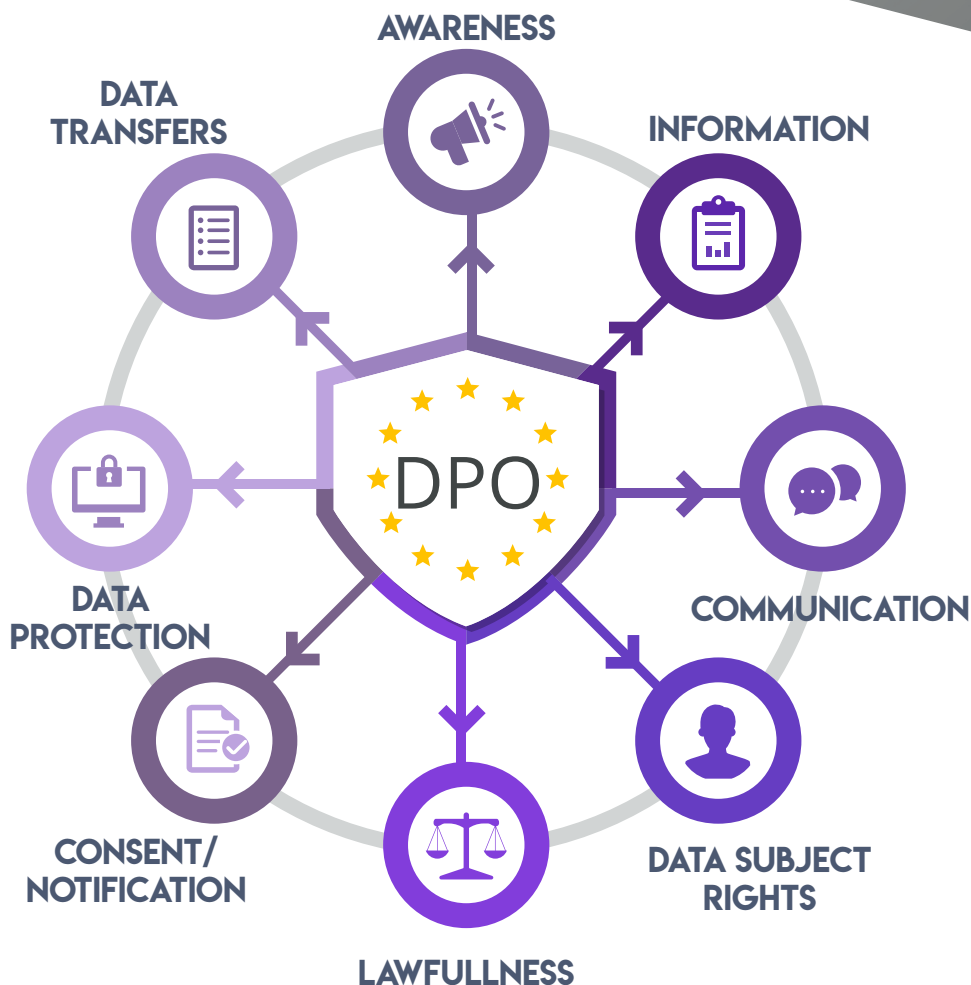 AWARENESS
DATA
TRANSFERS
INFORMATION
DPO
DATA
PROTECTION
COMMUNICATION
CONSENT/
NOTIFICATION
DATA SUBJECT
RIGHTS
LAWFULLNESS